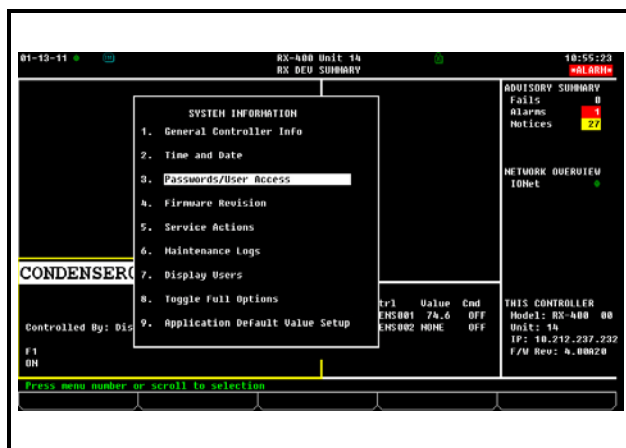 01-13-11
RX-400 Unit 14
10:55:23
RX DEV SUMMARY
*ALARM*
SYSTEM INFORMATION
1. General Controller Info
2. Time and Date
3. Passwords/User Access
4. Firmware Revision
5. Service Actions
6. Maintenance Logs
7. Display Users
8. Toggle Full Options
9. Application Default Value Setup
ADVISORY SUMMARY
Fails 0
Alarms 1
Notices 27
NETWORK OVERVIEW
IONet
CONDENSER
Controlled By: Dis
F1
ON
trl Value Cmd
ENS001 74.6 OFF
ENS002 NONE OFF
THIS CONTROLLER
Model: RX-400 00
Unit: 14
IP: 10.212.237.232
F/W Rev: 4.00A20
Press menu number or scroll to selection